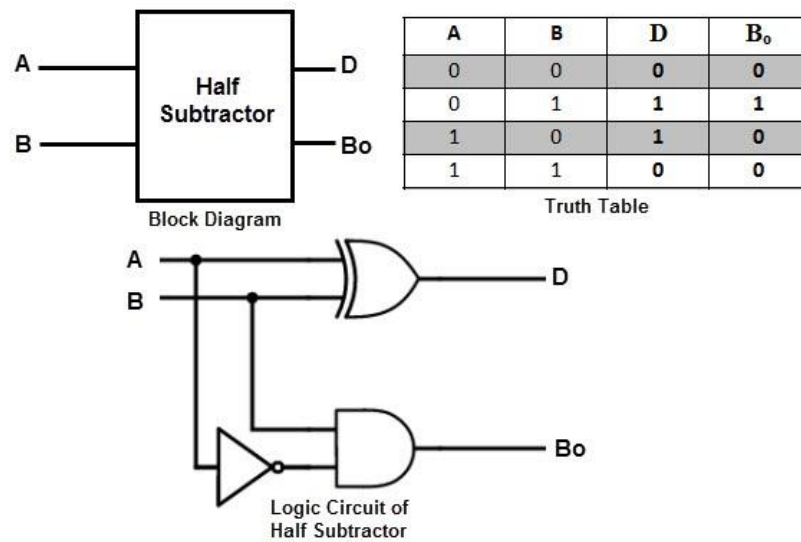 A
B
Half
Subtractor
D
Bo
Block Diagram
A B D Bₒ
0 0 0 0
0 1 1 1
1 0 1 0
1 1 0 0
Truth Table
A
B
D
Bo
Logic Circuit of
Half Subtractor